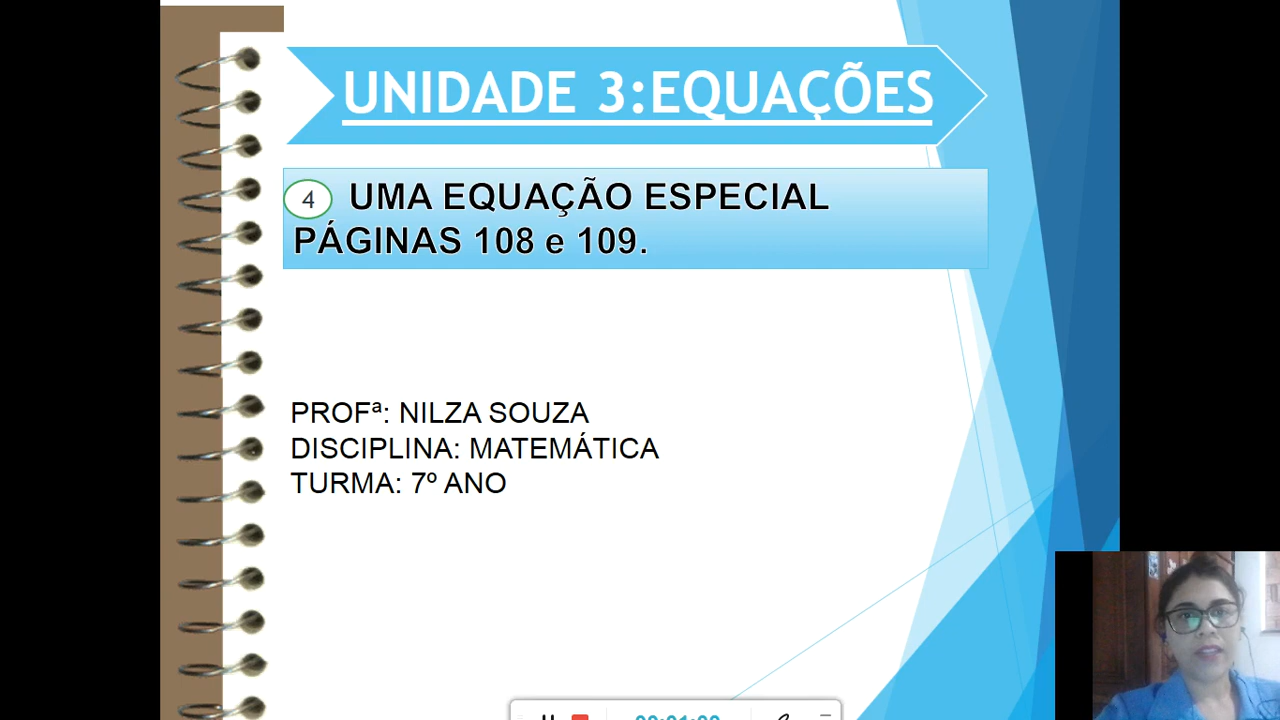 UNIDADE 3:EQUAÇÕES
4 UMA EQUAÇÃO ESPECIAL
PÁGINAS 108 e 109.
PROFª: NILZA SOUZA
DISCIPLINA: MATEMÁTICA
TURMA: 7º ANO